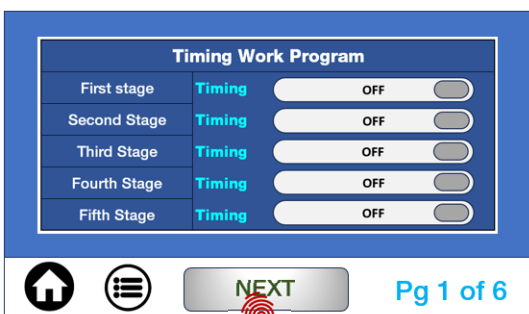 Timing Work Program
First stage Timing OFF
Second Stage Timing OFF
Third Stage Timing OFF
Fourth Stage Timing OFF
Fifth Stage Timing OFF
NEXT Pg 1 of 6